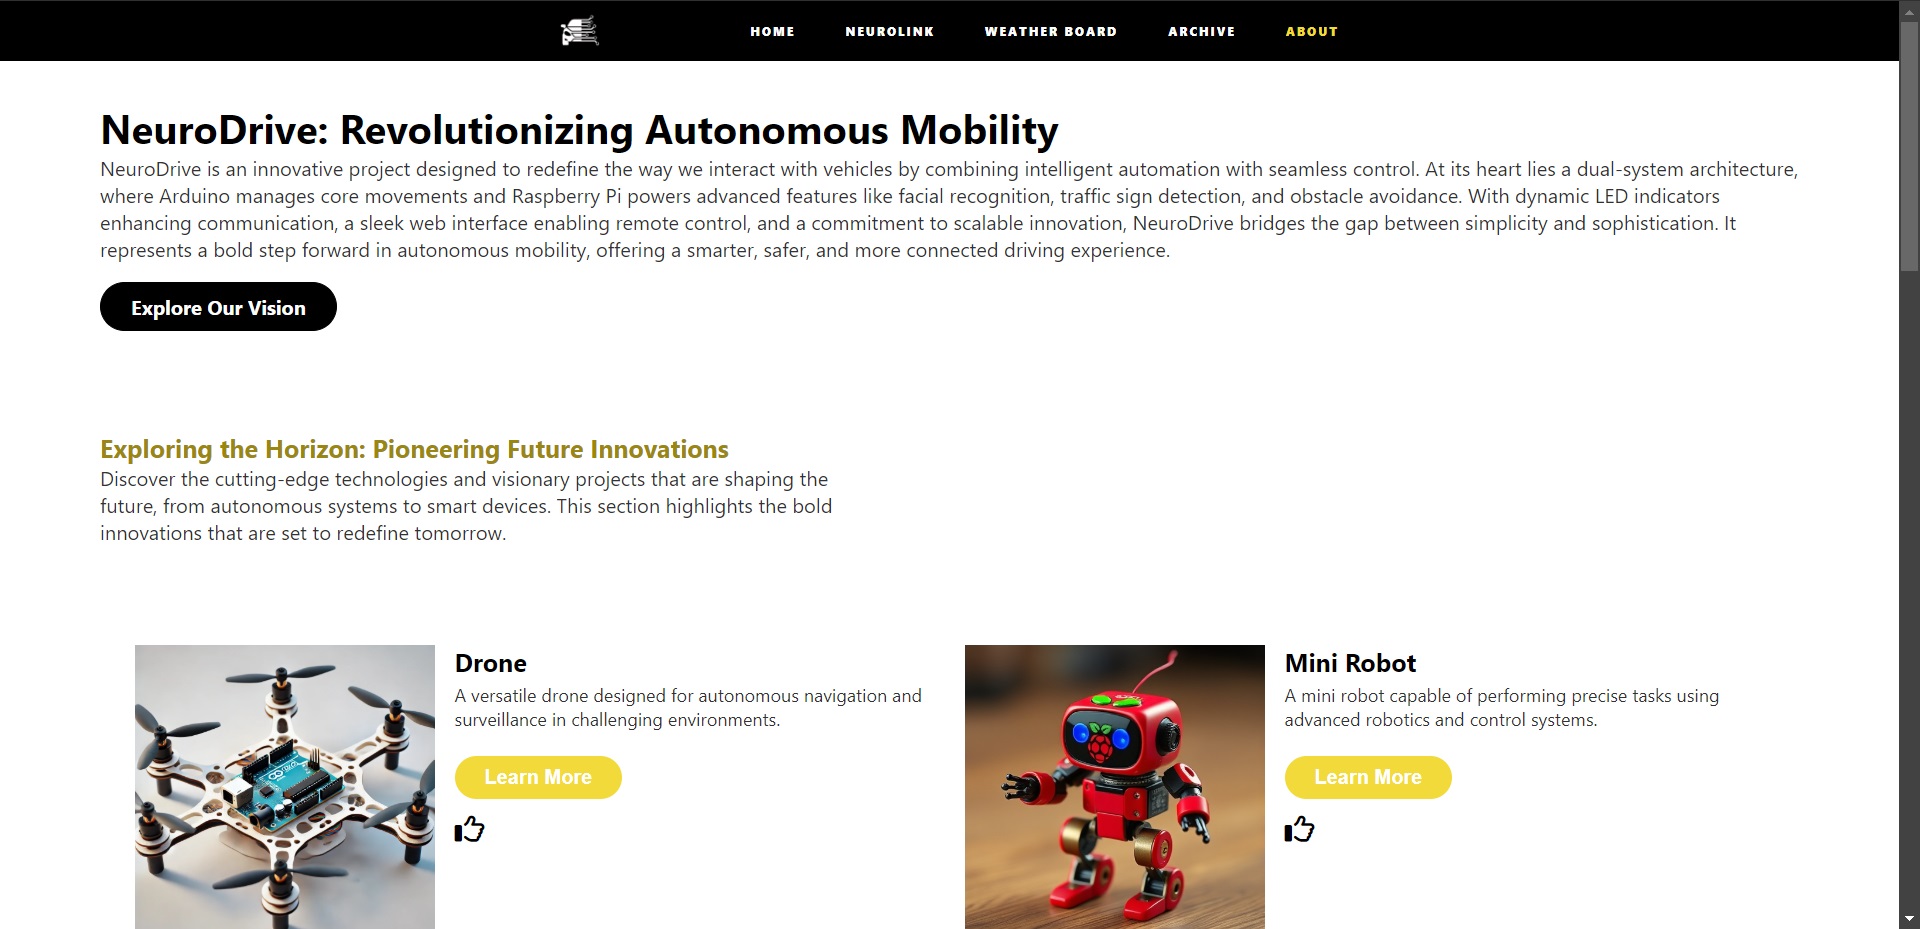 HOME NEUROLINK WEATHER BOARD ARCHIVE ABOUT
NeuroDrive: Revolutionizing Autonomous Mobility
NeuroDrive is an innovative project designed to redefine the way we interact with vehicles by combining intelligent automation with seamless control. At its heart lies a dual-system architecture,
where Arduino manages core movements and Raspberry Pi powers advanced features like facial recognition, traffic sign detection, and obstacle avoidance. With dynamic LED indicators
enhancing communication, a sleek web interface enabling remote control, and a commitment to scalable innovation, NeuroDrive bridges the gap between simplicity and sophistication. It
represents a bold step forward in autonomous mobility, offering a smarter, safer, and more connected driving experience.
Explore Our Vision
Exploring the Horizon: Pioneering Future Innovations
Discover the cutting-edge technologies and visionary projects that are shaping the
future, from autonomous systems to smart devices. This section highlights the bold
innovations that are set to redefine tomorrow.
Drone
A versatile drone designed for autonomous navigation and
surveillance in challenging environments.
Learn More
Mini Robot
A mini robot capable of performing precise tasks using
advanced robotics and control systems.
Learn More